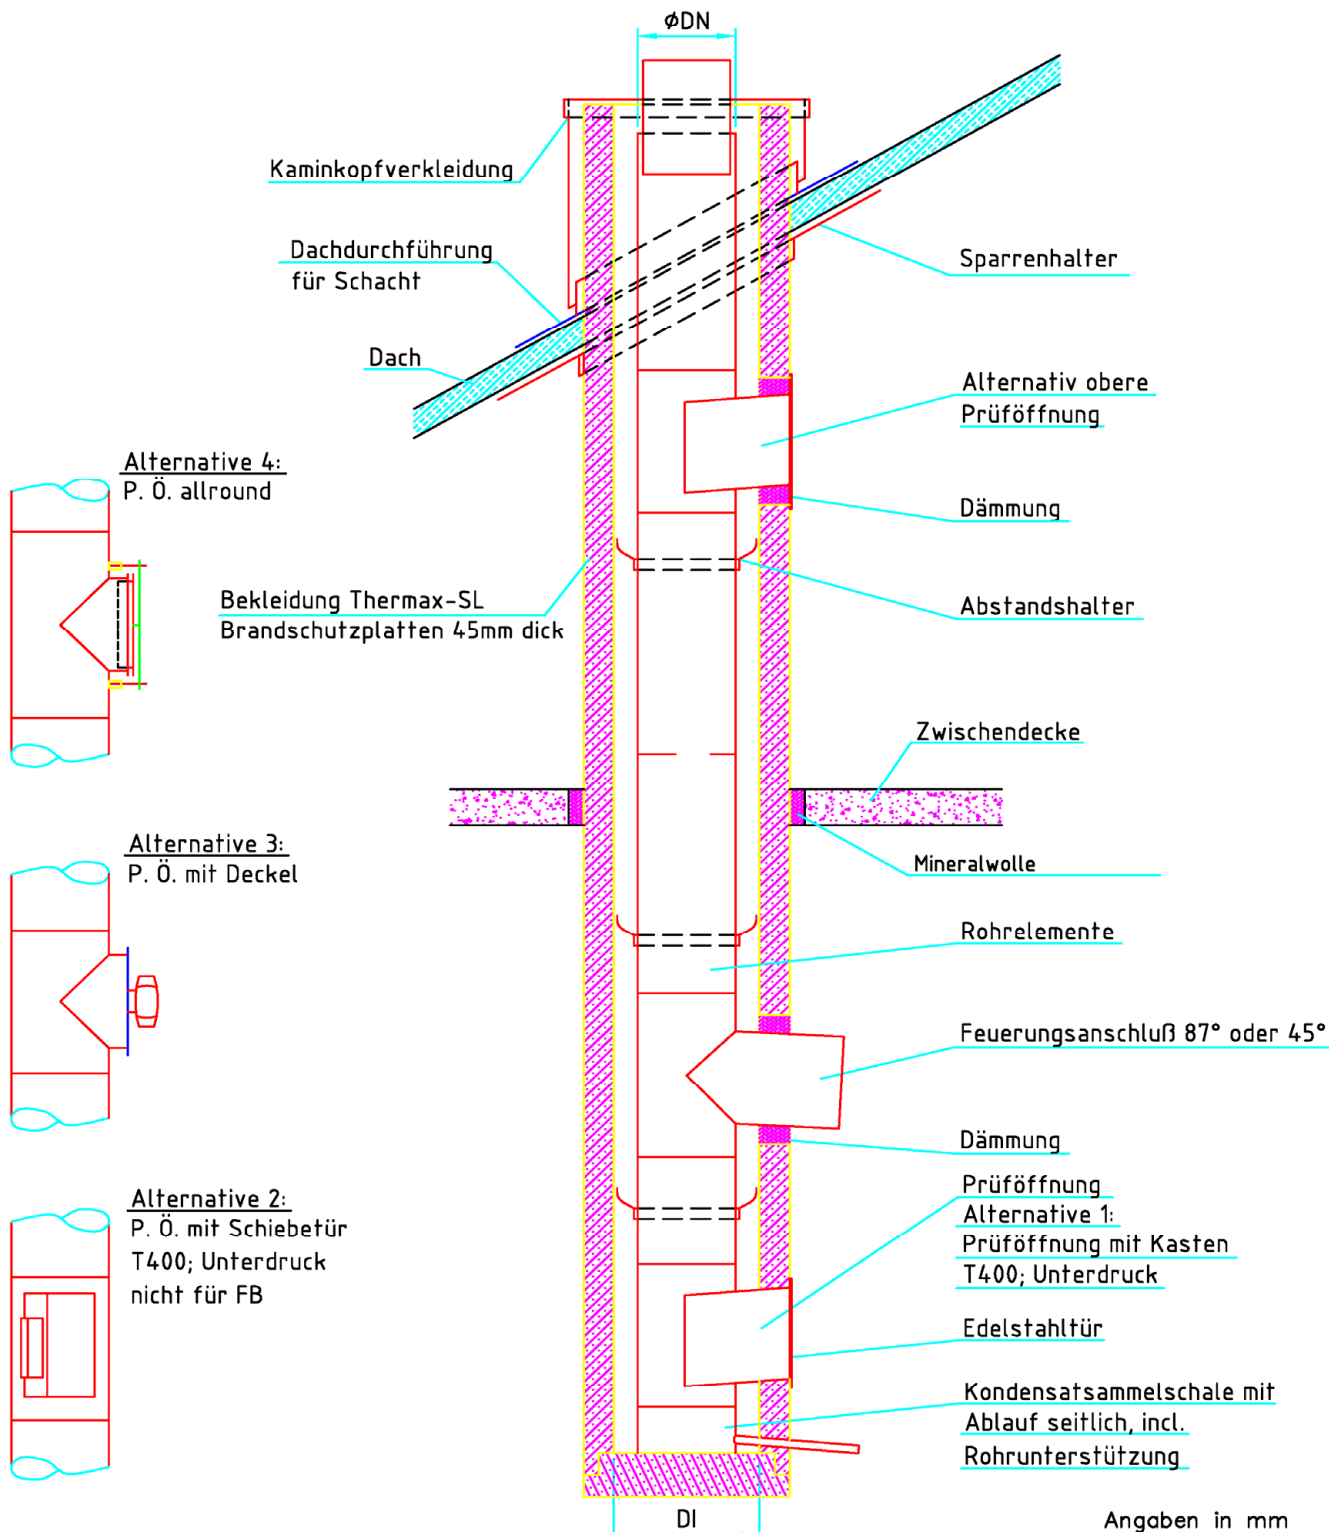 ϕDN
Kaminkopfverkleidung
Dachdurchführung
für Schacht
Sparrenhalter
Dach
Alternativ obere
Prüföffnung
Alternative 4:
P. Ö. allround
Dämmung
Bekleidung Thermax-SL
Brandschutzplatten 45mm dick
Abstandshalter
Zwischendecke
Alternative 3:
P. Ö. mit Deckel
Mineralwolle
Rohrelemente
Feuerungsanschluß 87° oder 45°
Dämmung
Alternative 2:
P. Ö. mit Schiebetür
T400; Unterdruck
nicht für FB
Prüföffnung
Alternative 1:
Prüföffnung mit Kasten
T400; Unterdruck
Edelstahltür
Kondensatsammelschale mit
Ablauf seitlich, incl.
Rohrunterstützung
DI
Angaben in mm